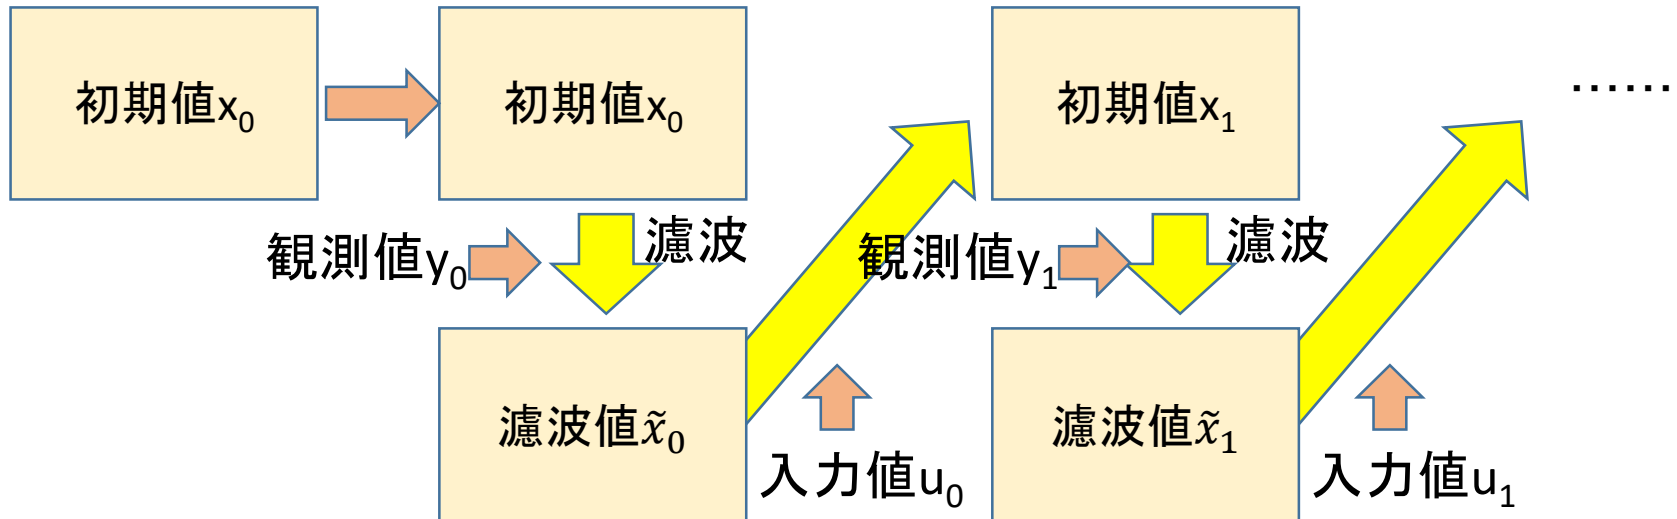 初期値x₀
初期値x₀
初期値x₁
……
観測値y₀
濾波
観測値y₁
濾波
濾波値x̃₀
濾波値x̃₁
入力値u₀
入力値u₁